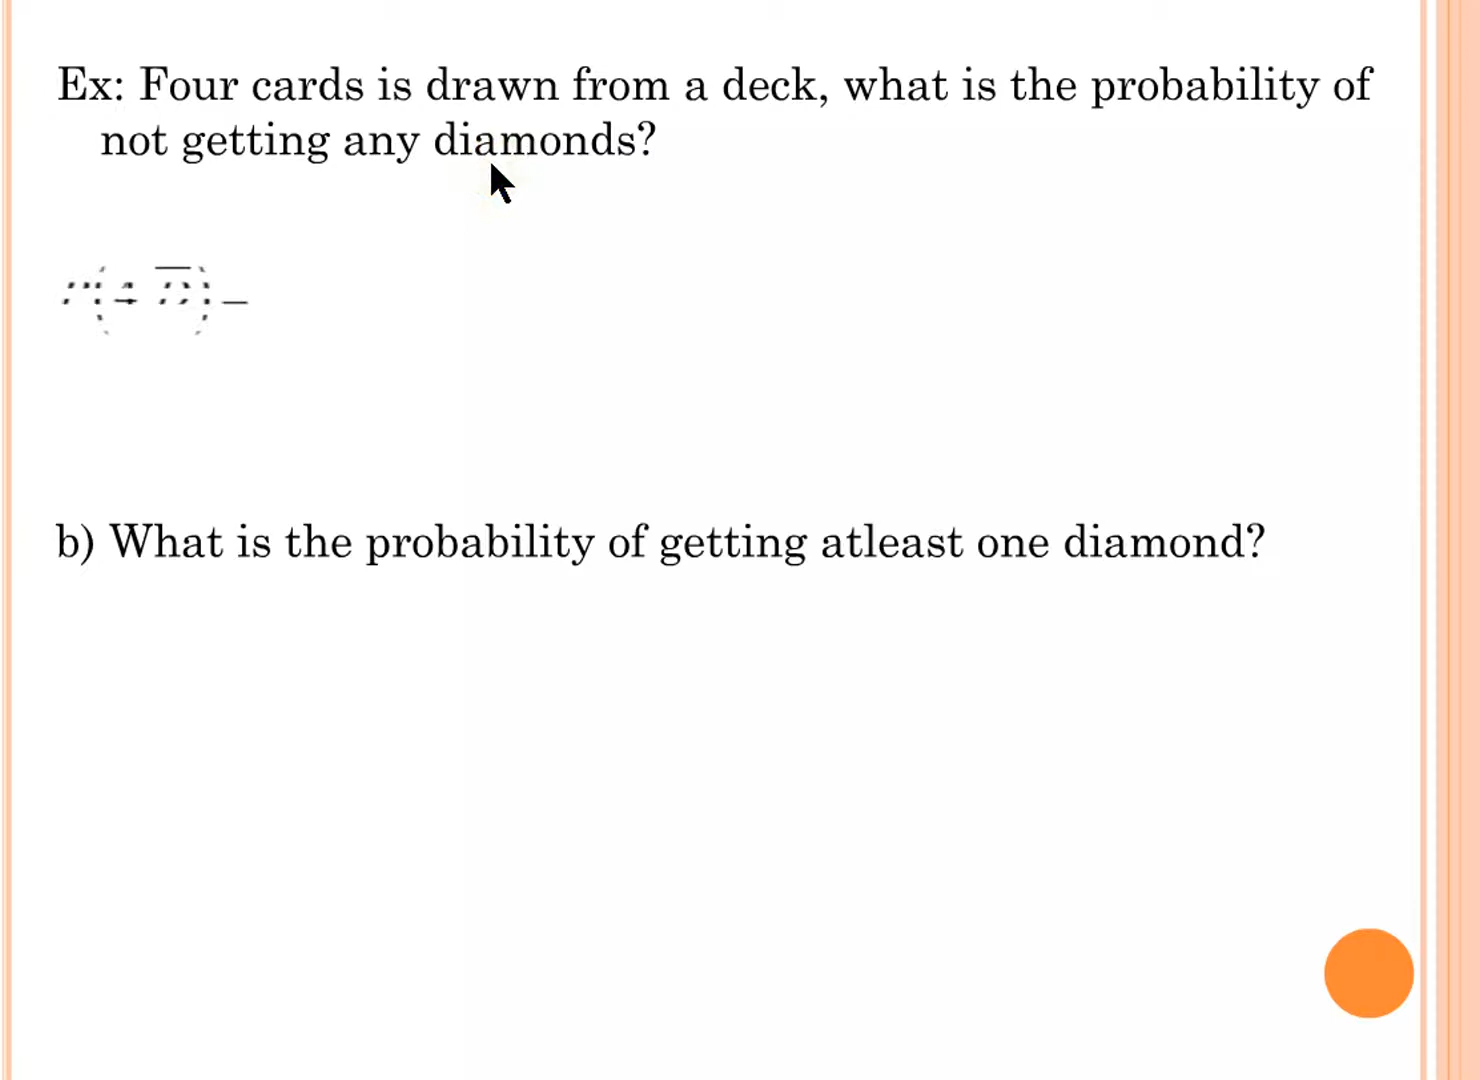 Ex: Four cards is drawn from a deck, what is the probability of
not getting any diamonds?
b) What is the probability of getting atleast one diamond?